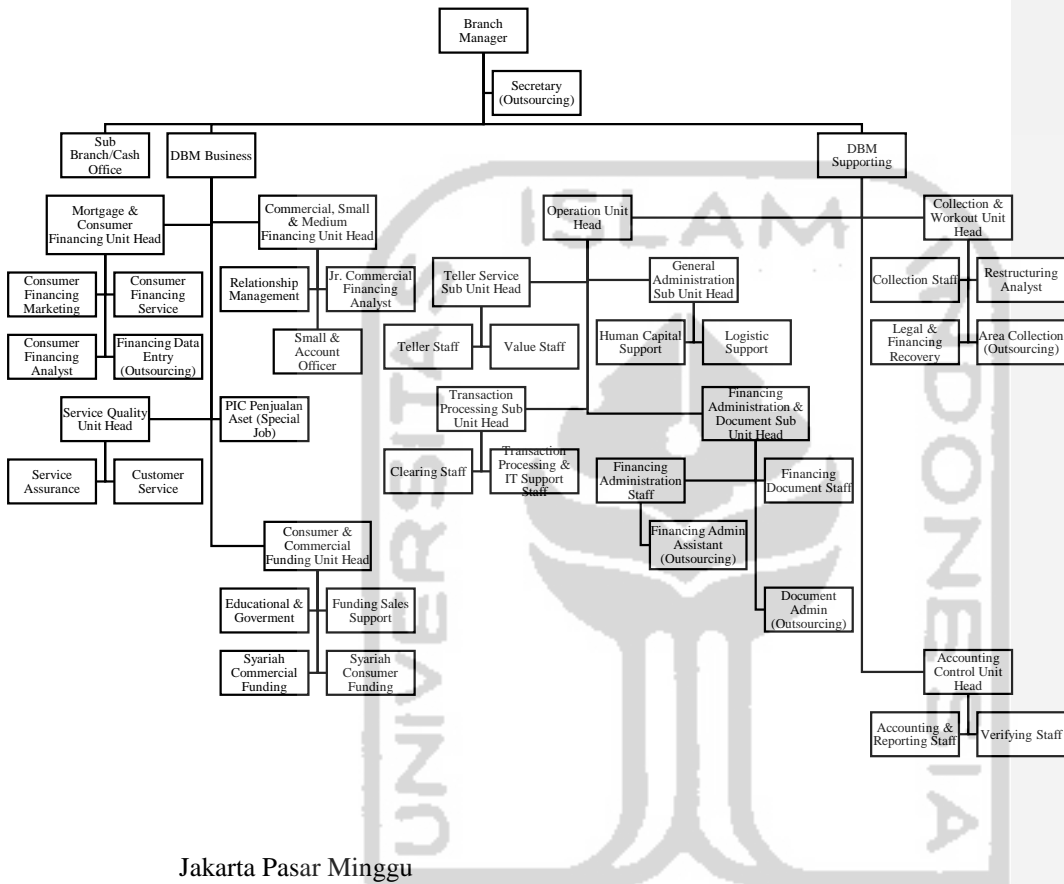 Branch
Manager
Secretary
(Outsourcing)
Sub
Branch/Cash
Office
DBM Business
DBM
Supporting
Mortgage &
Consumer
Financing Unit Head
Commercial, Small
& Medium
Financing Unit Head
Operation Unit
Head
Collection &
Workout Unit
Head
Consumer
Financing
Marketing
Consumer
Financing
Service
Relationship
Management
Jr. Commercial
Financing
Analyst
Teller Service
Sub Unit Head
General
Administration
Sub Unit Head
Collection Staff
Restructuring
Analyst
Consumer
Financing
Analyst
Financing Data
Entry
(Outsourcing)
Small &
Account
Officer
Teller Staff
Value Staff
Human Capital
Support
Logistic
Support
Legal &
Financing
Recovery
Area Collection
(Outsourcing)
Service Quality
Unit Head
PIC Penjualan
Aset (Special
Job)
Transaction
Processing Sub
Unit Head
Financing
Administration &
Document Sub
Unit Head
Service
Assurance
Customer
Service
Clearing Staff
Transaction
Processing &
IT Support
Staff
Financing
Administration
Staff
Financing
Document Staff
Consumer &
Commercial
Funding Unit Head
Financing Admin
Assistant
(Outsourcing)
Educational &
Goverment
Funding Sales
Support
Document
Admin
(Outsourcing)
Syariah
Commercial
Funding
Syariah
Consumer
Funding
Accounting
Control Unit
Head
Accounting &
Reporting Staff
Verifying Staff
Jakarta Pasar Minggu
UNIVERSITAS
ISLAM
INDONESIA